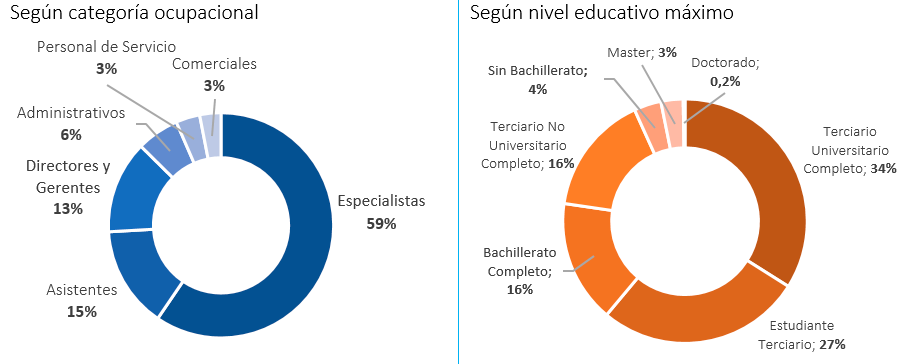 Según categoría ocupacional
Personal de Servicio
3%
Comerciales
3%
Administrativos
6%
Directores y
Gerentes
13%
Especialistas
59%
Asistentes
15%
Según nivel educativo máximo
Master; 3%
Doctorado;
0,2%
Sin Bachillerato;
4%
Terciario No
Universitario
Completo; 16%
Terciario
Universitario
Completo; 34%
Bachillerato
Completo;
16%
Estudiante
Terciario; 27%